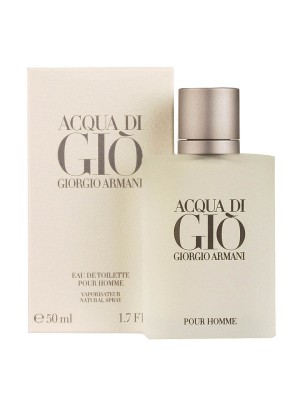 ACQUA DI
GIÒ
GIORGIO ARMANI
EAU DE TOILETTE
POUR HOMME
VAPORISATEUR
NATURAL SPRAY
℮ 50 ml 1.7 Fl
ACQUA DI
GIÒ
GIORGIO ARMANI
POUR HOMME